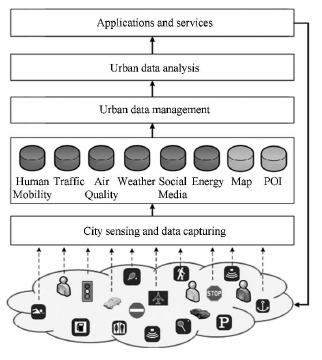 Applications and services
Urban data analysis
Urban data management
Human Traffic Air Weather Social Energy Map POI
Mobility Quality Media
City sensing and data capturing
STOP
P